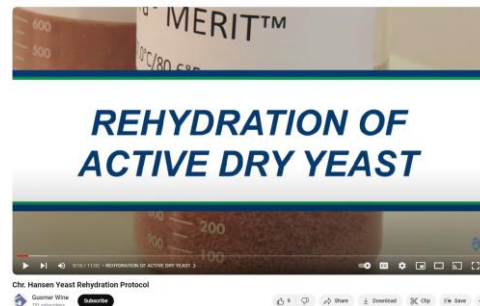 MERIT™
600
500
REHYDRATION OF
ACTIVE DRY YEAST
200
100
REHYDRATION OF ACTIVE DRY YEAST
Chr. Hansen Yeast Rehydration Protocol
Gusmer Wine
Subscribe
Share
Download
Clip
Save